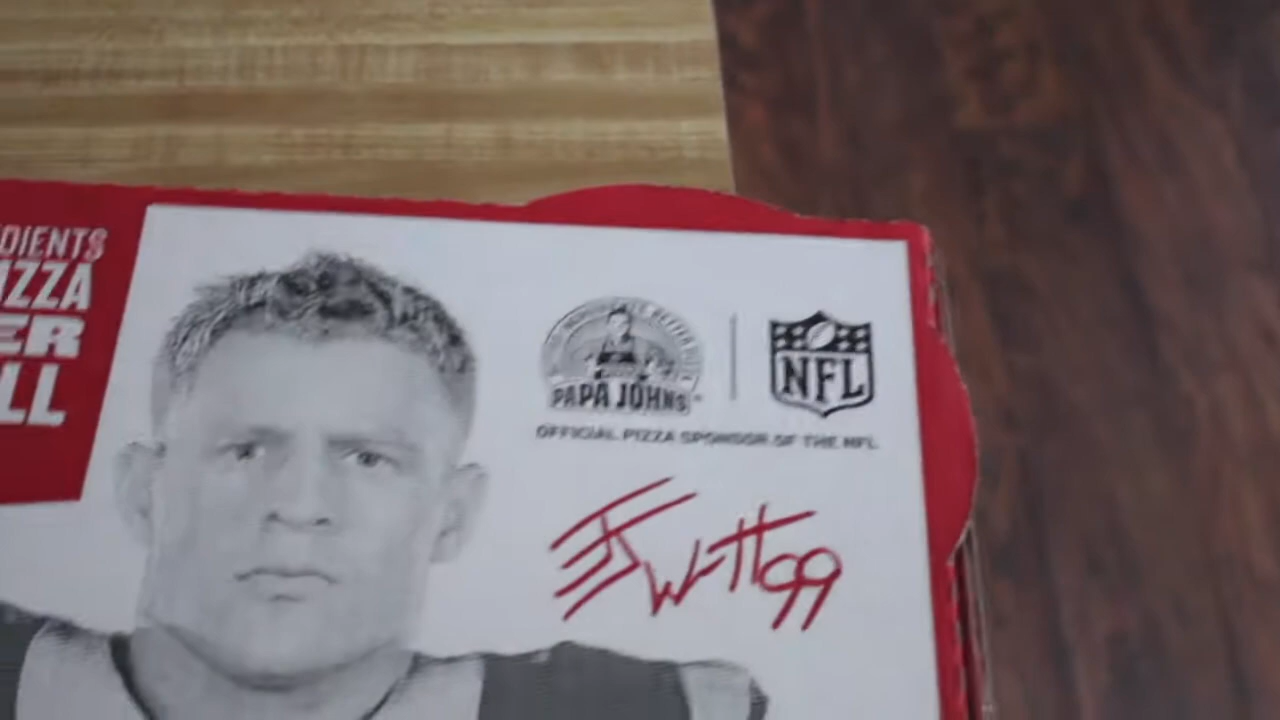 DIENTS
IZZA
ER
LL
PAPA JOHNS
NFL
OFFICIAL PIZZA SPONSOR OF THE NFL
JJ Watt 99